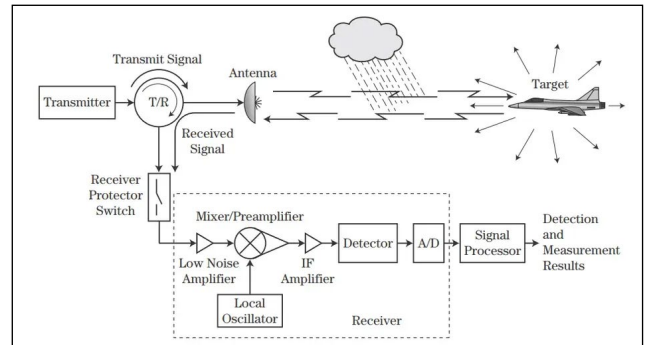 Transmit Signal
Antenna
Target
Transmitter
T/R
Received
Signal
Receiver
Protector
Switch
Mixer/Preamplifier
Low Noise
Amplifier
IF
Amplifier
Detector
A/D
Signal
Processor
Detection
and
Measurement
Results
Local
Oscillator
Receiver